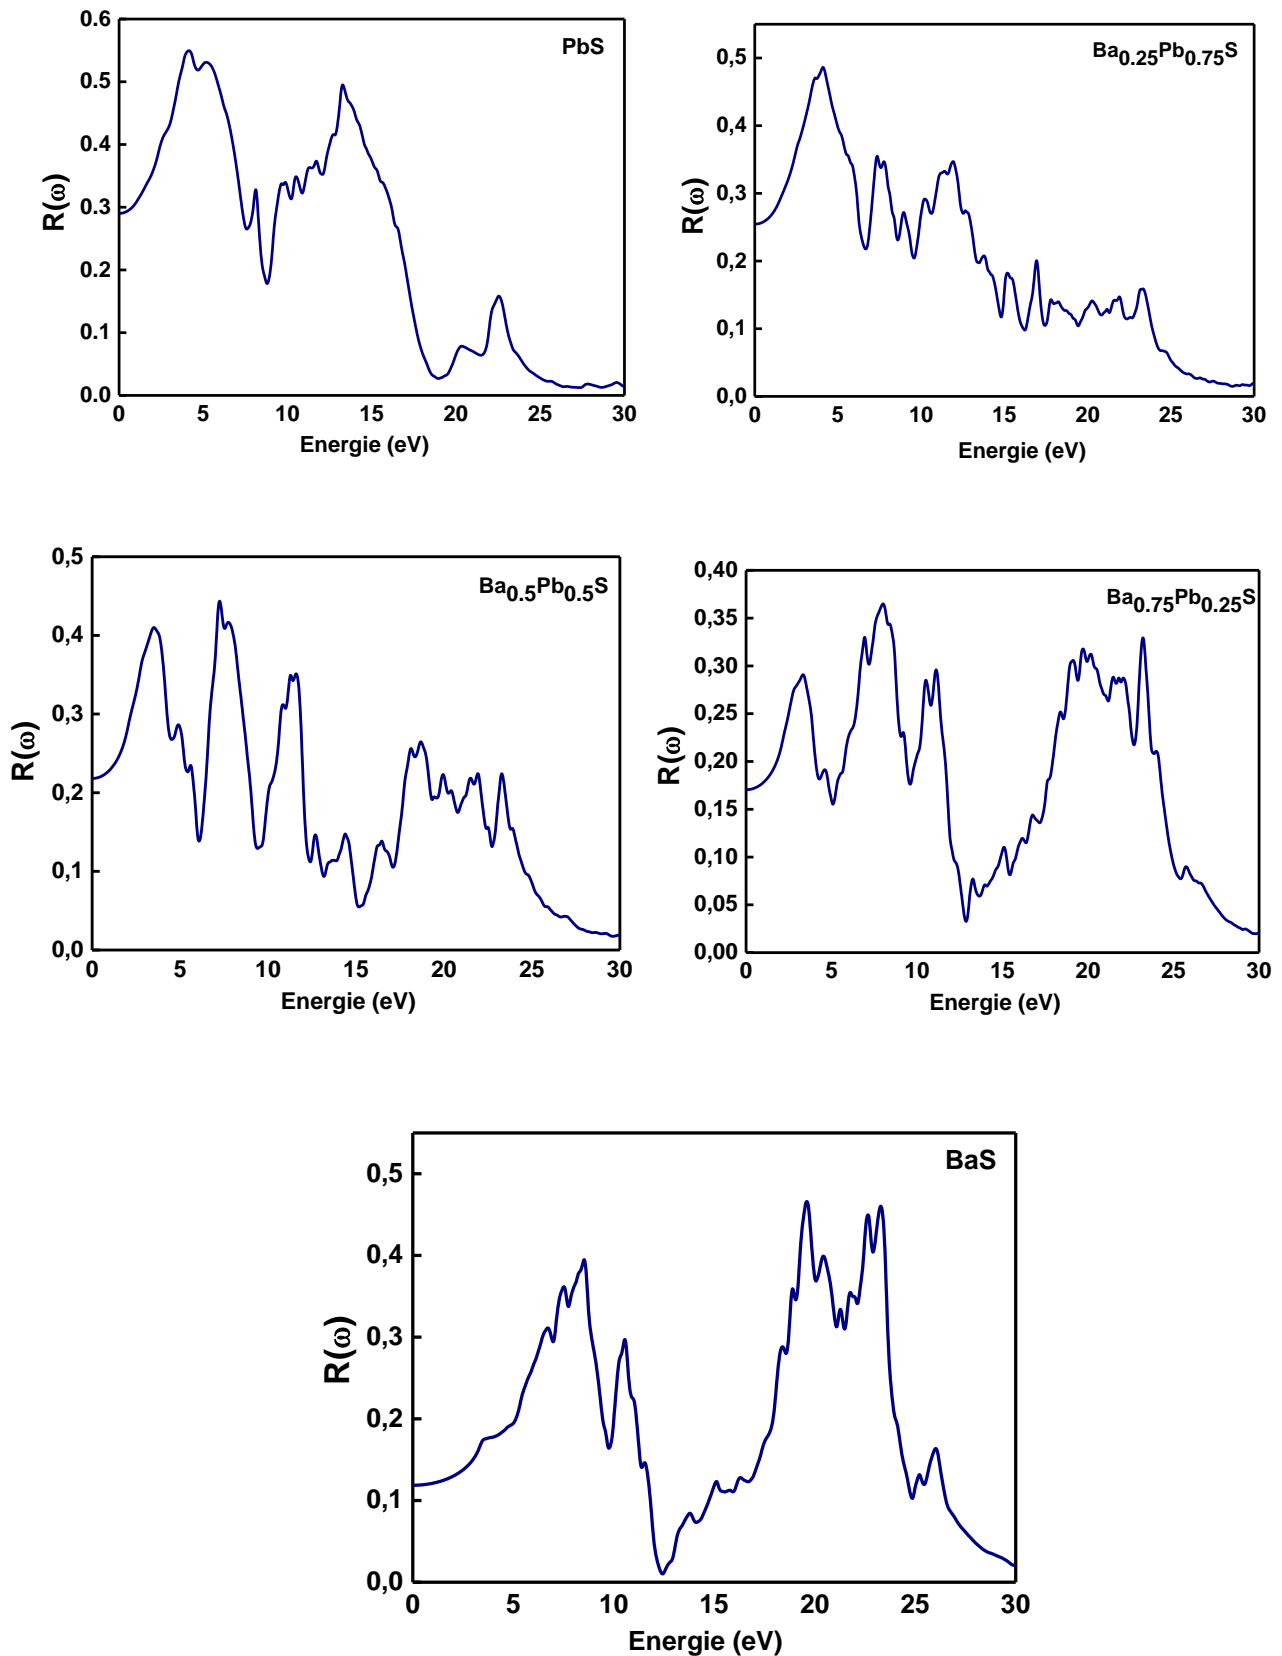 PbS
R(ω)
0.6
0.5
0.4
0.3
0.2
0.1
0.0
0 5 10 15 20 25 30
Energie (eV)
Ba0.25Pb0.75S
R(ω)
0,5
0,4
0,3
0,2
0,1
0,0
0 5 10 15 20 25 30
Energie (eV)
Ba0.5Pb0.5S
R(ω)
0,5
0,4
0,3
0,2
0,1
0,0
0 5 10 15 20 25 30
Energie (eV)
Ba0.75Pb0.25S
R(ω)
0,40
0,35
0,30
0,25
0,20
0,15
0,10
0,05
0,00
0 5 10 15 20 25 30
Energie (eV)
BaS
R(ω)
0,5
0,4
0,3
0,2
0,1
0,0
0 5 10 15 20 25 30
Energie (eV)